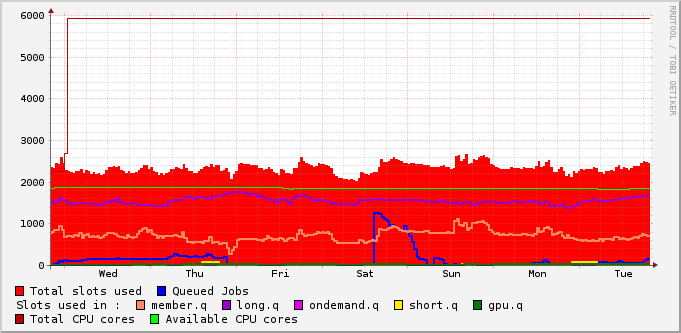 6000
5000
4000
3000
2000
1000
0
Wed Thu Fri Sat Sun Mon Tue
RRDTOOL / TOBI OETIKER
Total slots used Queued Jobs
Slots used in : member.q long.q ondemand.q short.q gpu.q
Total CPU cores Available CPU cores